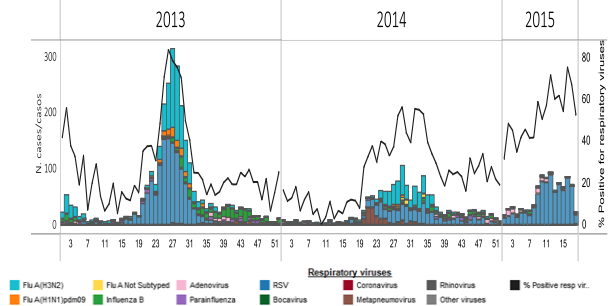 2013 2014 2015
300 80
60
200
40
100
20
0 0
N. cases/casos
% Positive for respiratory viruses
3 7 11 15 19 23 27 31 35 39 43 47 51 3 7 11 15 19 23 27 31 35 39 43 47 51 3 7 11 15
Respiratory viruses
Flu A(H3N2) Flu A Not Subtyped Adenovirus RSV Coronavirus Rhinovirus % Positive resp vir..
Flu A(H1N1)pdm09 Influenza B Parainfluenza Bocavirus Metapneumovirus Other viruses